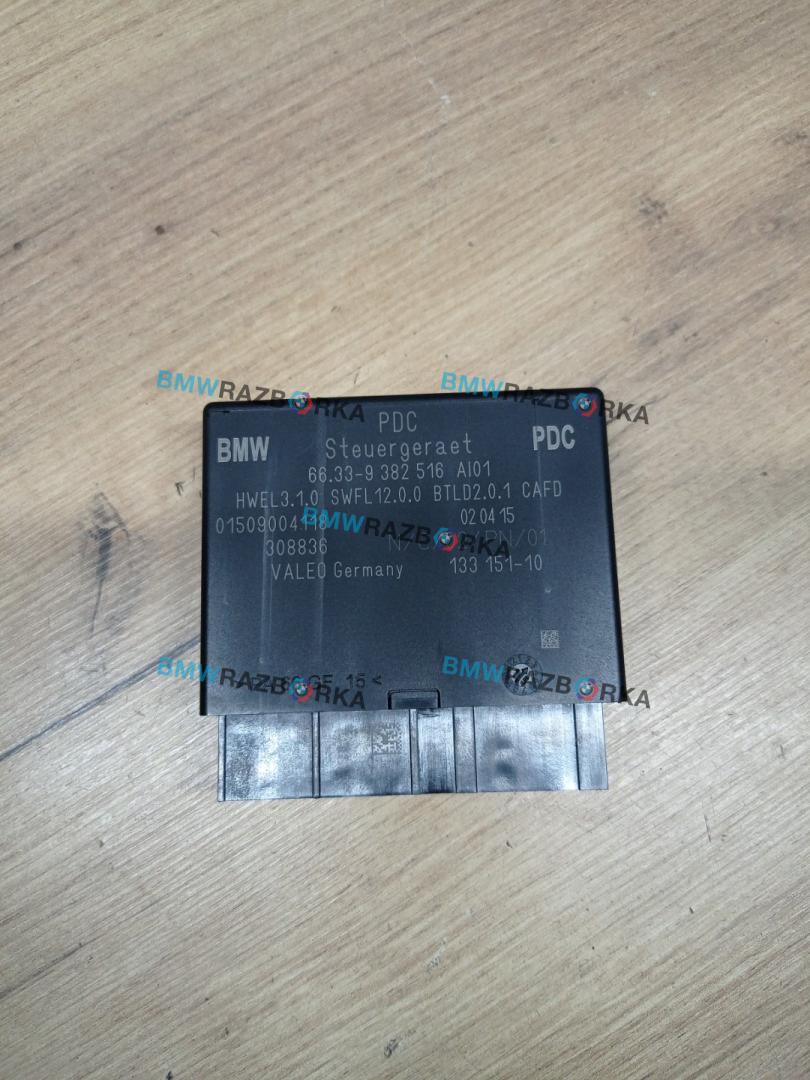 PDC
BMW Steuergeraet PDC
66.33-9 382 516 AI01
HWEL3.1.0 SWFL12.0.0 BTLD2.0.1 CAFD
01509004118 02 04 15
308836
VALEO Germany 133 151-10
BMWRAZBORKA
BMWRAZBORKA
BMWRAZBORKA
BMWRAZBORKA
BMWRAZBORKA